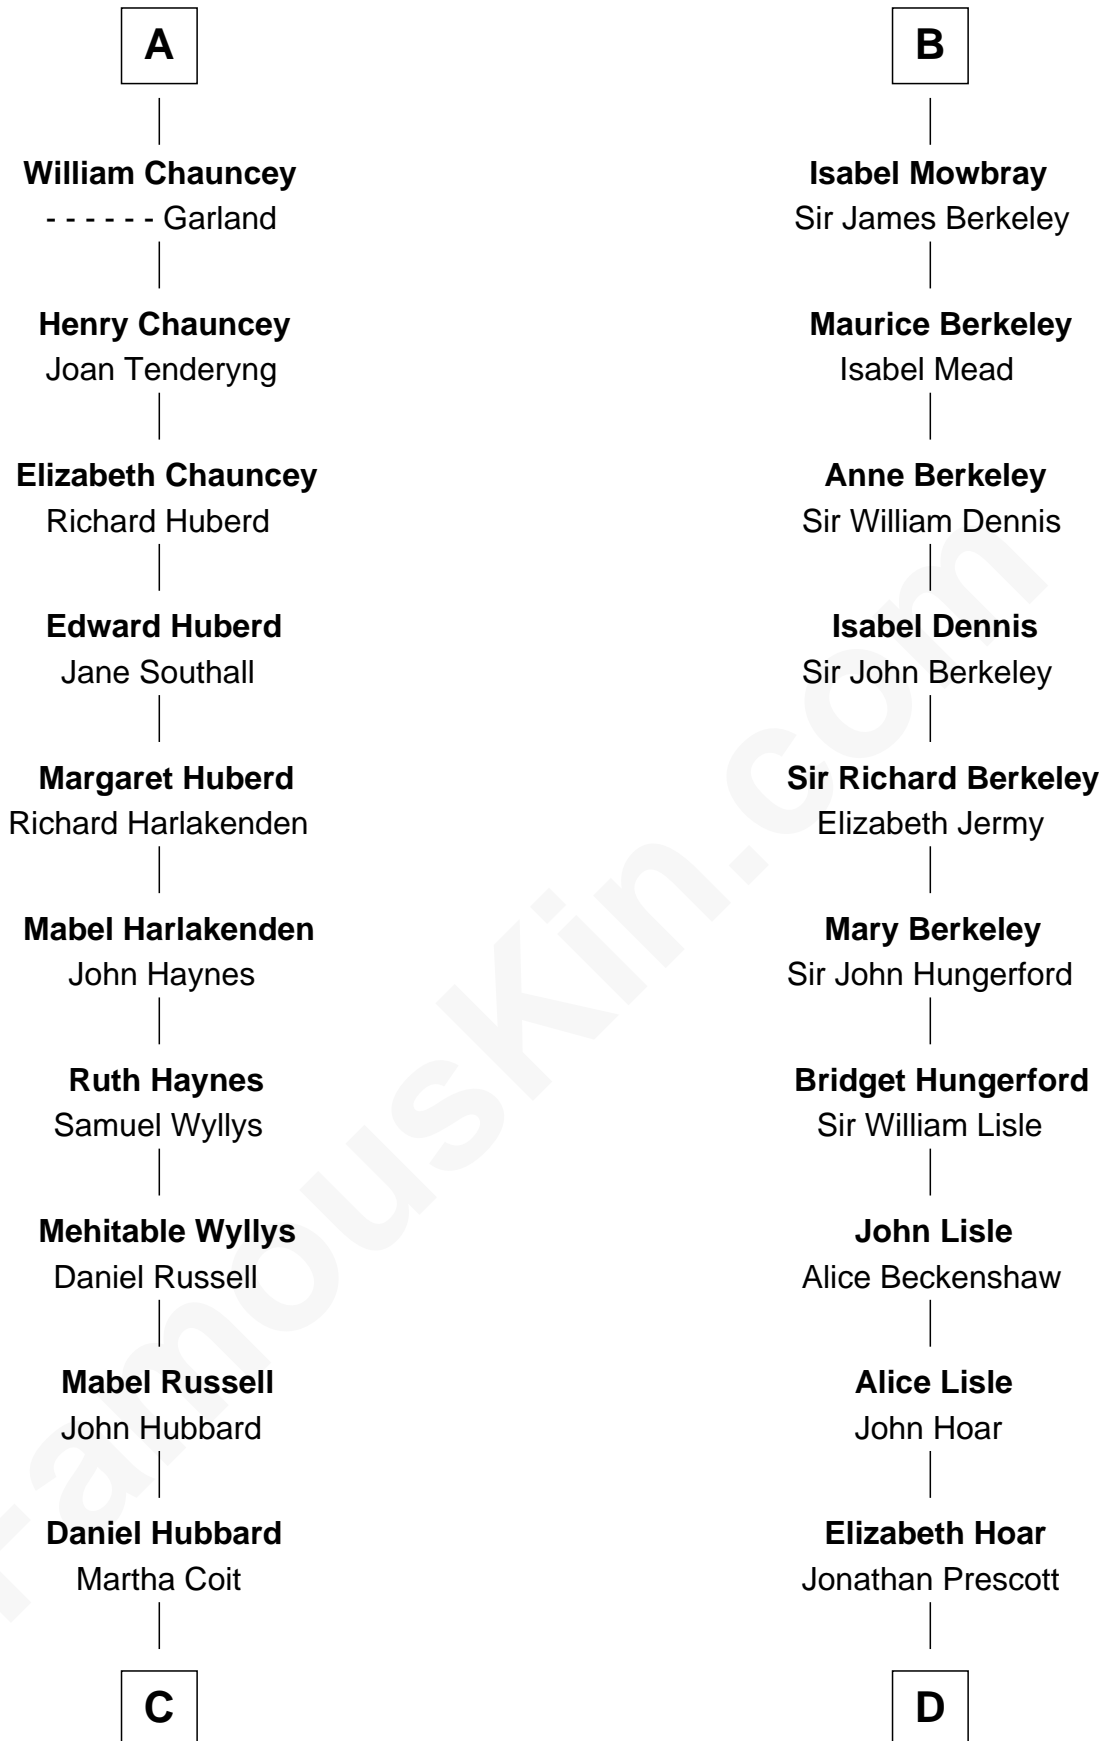 A
William Chauncey
- - - - - - Garland
Henry Chauncey
Joan Tenderyng
Elizabeth Chauncey
Richard Huberd
Edward Huberd
Jane Southall
Margaret Huberd
Richard Harlakenden
Mabel Harlakenden
John Haynes
Ruth Haynes
Samuel Wyllys
Mehitable Wyllys
Daniel Russell
Mabel Russell
John Hubbard
Daniel Hubbard
Martha Coit
C
B
Isabel Mowbray
Sir James Berkeley
Maurice Berkeley
Isabel Mead
Anne Berkeley
Sir William Dennis
Isabel Dennis
Sir John Berkeley
Sir Richard Berkeley
Elizabeth Jermy
Mary Berkeley
Sir John Hungerford
Bridget Hungerford
Sir William Lisle
John Lisle
Alice Beckenshaw
Alice Lisle
John Hoar
Elizabeth Hoar
Jonathan Prescott
D
FamousKin.com